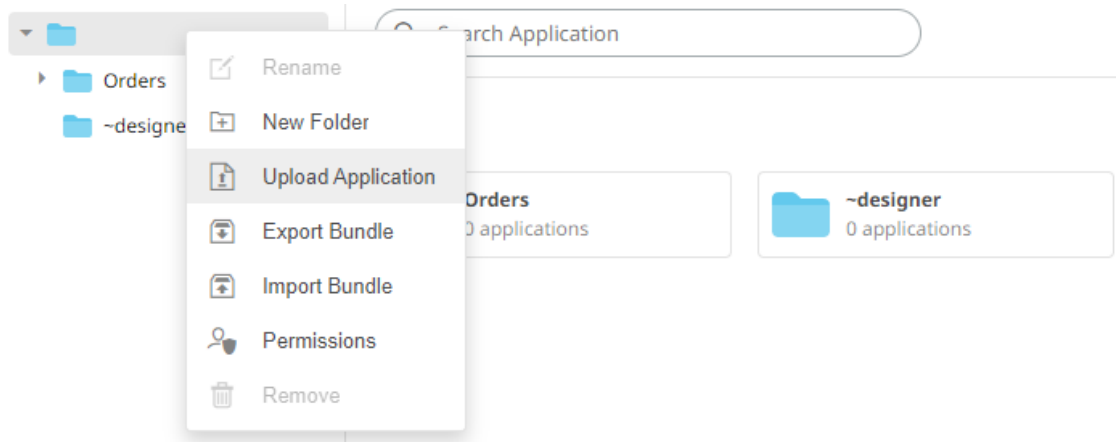 Orders
~designe
Rename
New Folder
Upload Application
Export Bundle
Import Bundle
Permissions
Remove
arch Application
Orders
0 applications
~designer
0 applications